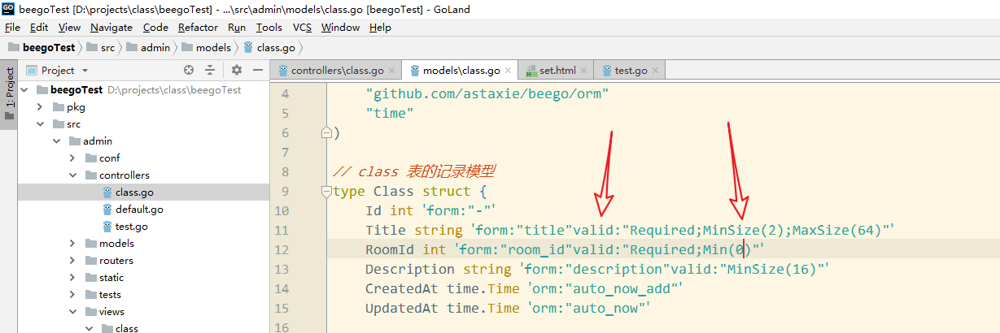 beegoTest [D:\projects\class\beegoTest] - ...\src\admin\models\class.go [beegoTest] - GoLand
File Edit View Navigate Code Refactor Run Tools VCS Window Help
beegoTest src admin models class.go
1: Project
Project
beegoTest D:\projects\class\beegoTest
pkg
src
admin
conf
controllers
class.go
default.go
test.go
models
routers
static
tests
views
class
controllers\class.go models\class.go set.html test.go
4 "github.com/astaxie/beego/orm"
5 "time"
6 )
7
8 // class 表的记录模型
9 type Class struct {
10 Id int `form:"-"`
11 Title string `form:"title"valid:"Required;MinSize(2);MaxSize(64)"`
12 RoomId int `form:"room_id"valid:"Required;Min(0)"`
13 Description string `form:"description"valid:"MinSize(16)"`
14 CreatedAt time.Time `orm:"auto_now_add"`
15 UpdatedAt time.Time `orm:"auto_now"`
16